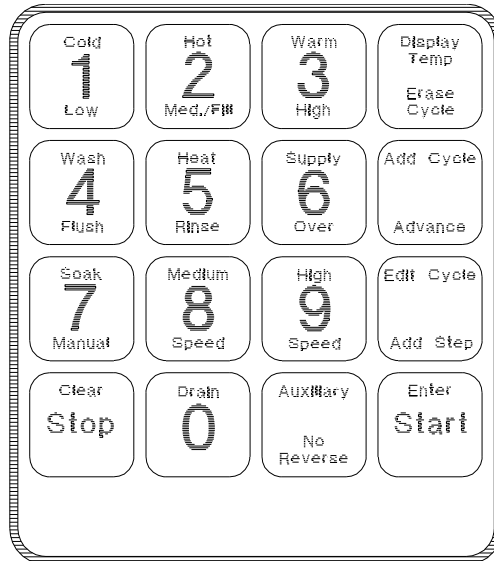 Cold
1
Low
Hot
2
Med./Fill
Warm
3
High
Display
Temp
Erase
Cycle
Wash
4
Flush
Heat
5
Rinse
Supply
6
Over
Add Cycle
Advance
Soak
7
Manual
Medium
8
Speed
High
9
Speed
Edit Cycle
Add Step
Clear
Stop
Drain
0
Auxiliary
No
Reverse
Enter
Start